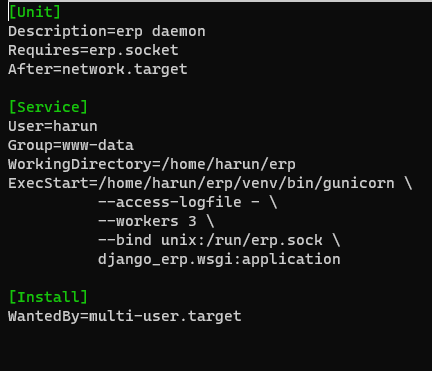 [Unit]
Description=erp daemon
Requires=erp.socket
After=network.target

[Service]
User=harun
Group=www-data
WorkingDirectory=/home/harun/erp
ExecStart=/home/harun/erp/venv/bin/gunicorn \
          --access-logfile - \
          --workers 3 \
          --bind unix:/run/erp.sock \
          django_erp.wsgi:application

[Install]
WantedBy=multi-user.target